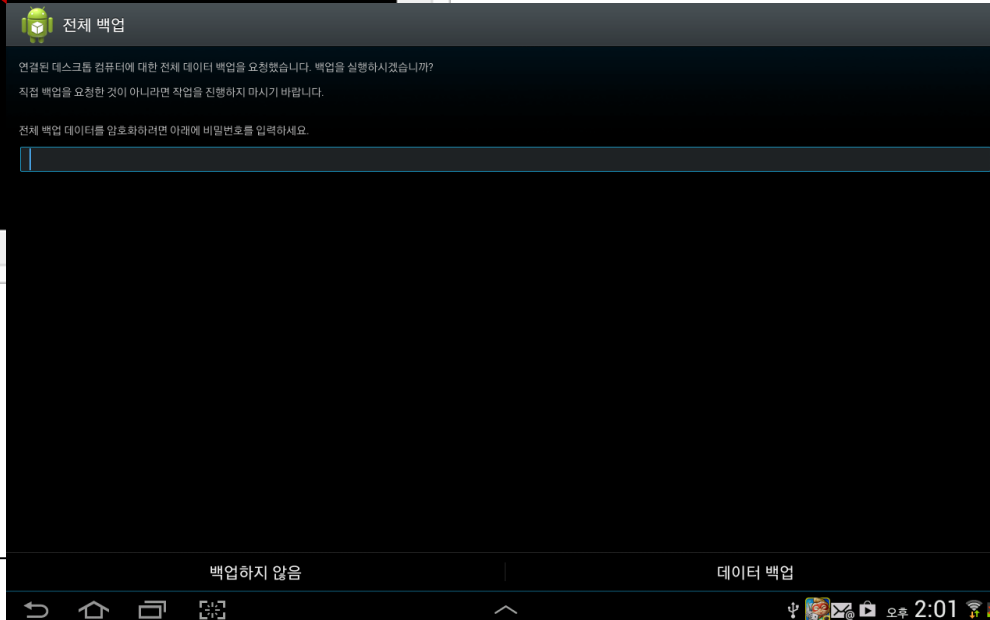 전체 백업
연결된 데스크톱 컴퓨터에 대한 전체 데이터 백업을 요청했습니다. 백업을 실행하시겠습니까?
직접 백업을 요청한 것이 아니라면 작업을 진행하지 마시기 바랍니다.
전체 백업 데이터를 암호화하려면 아래에 비밀번호를 입력하세요.
백업하지 않음
데이터 백업
오후 2:01